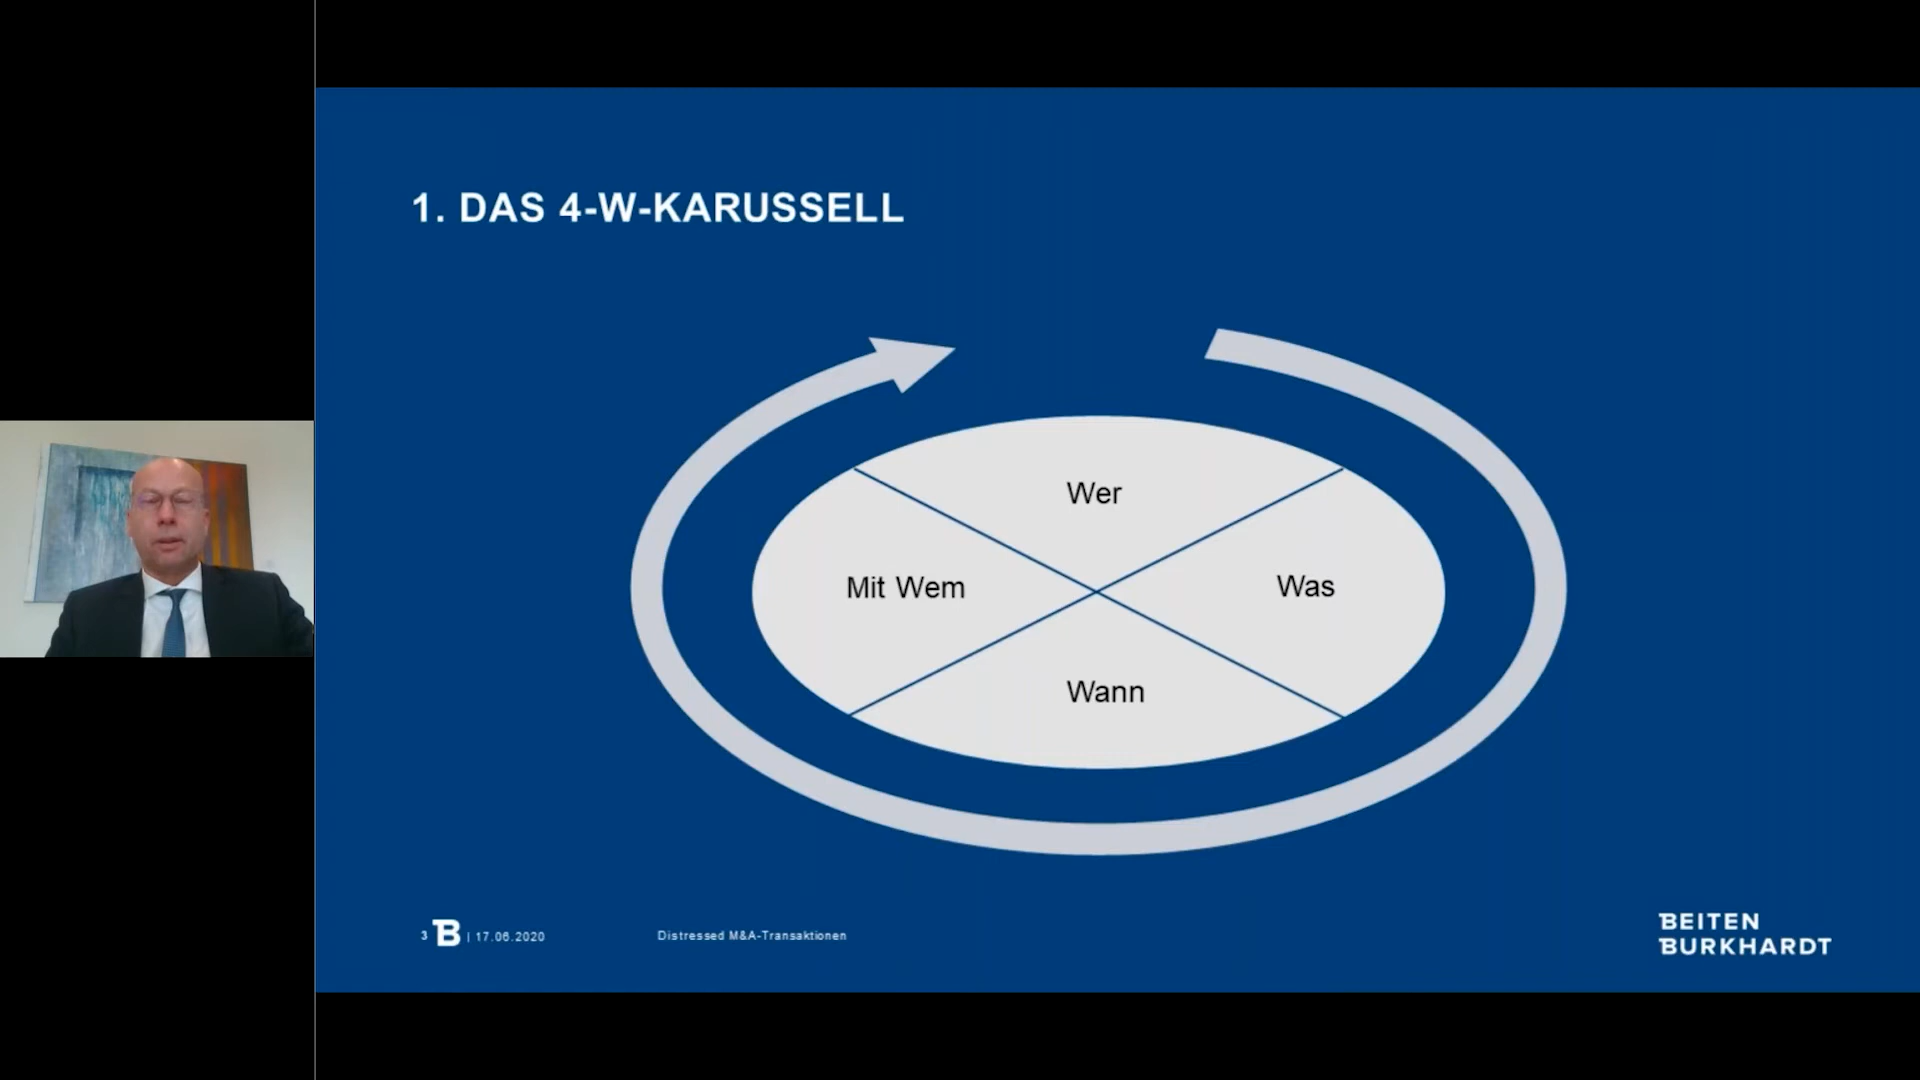 1. DAS 4-W-KARUSSELL
Wer
Mit Wem
Was
Wann
3 B | 17.06.2020
Distressed M&A-Transaktionen
BEITEN
BURKHARDT